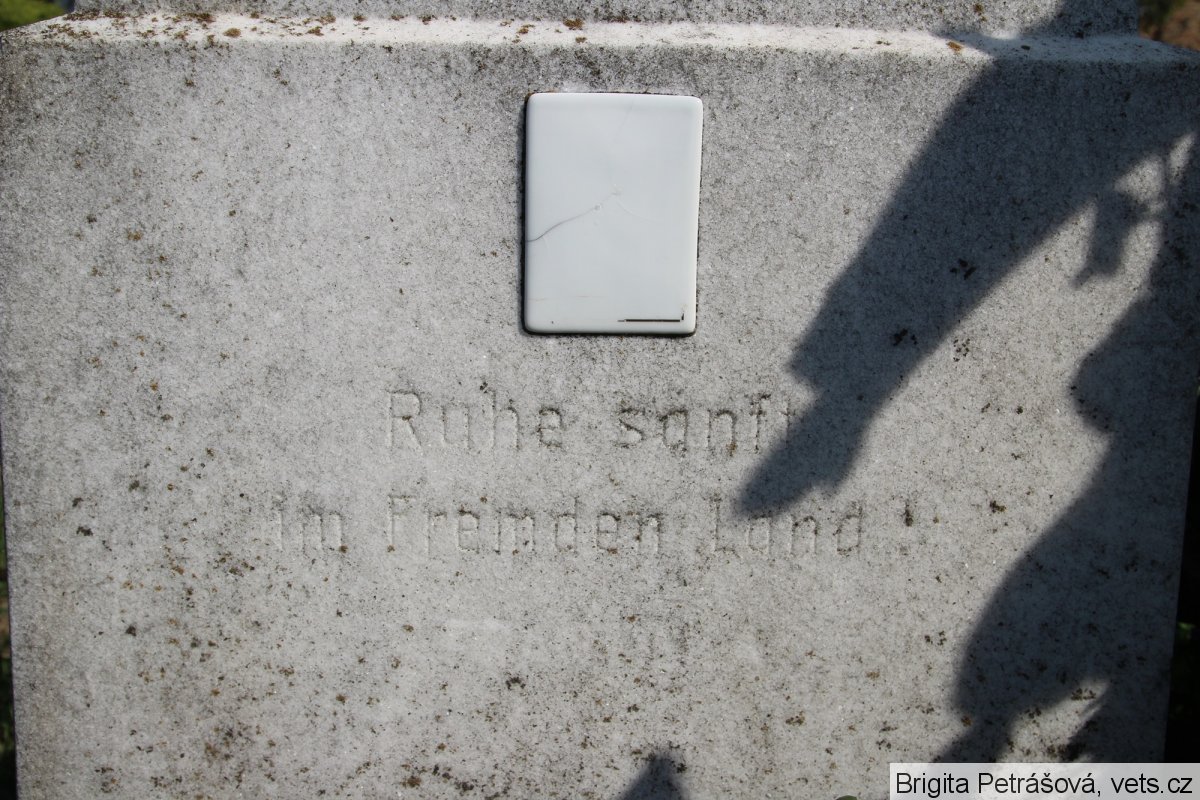 Ruhe sanft
im Fremden Land !
Brigita Petrášová, vets.cz